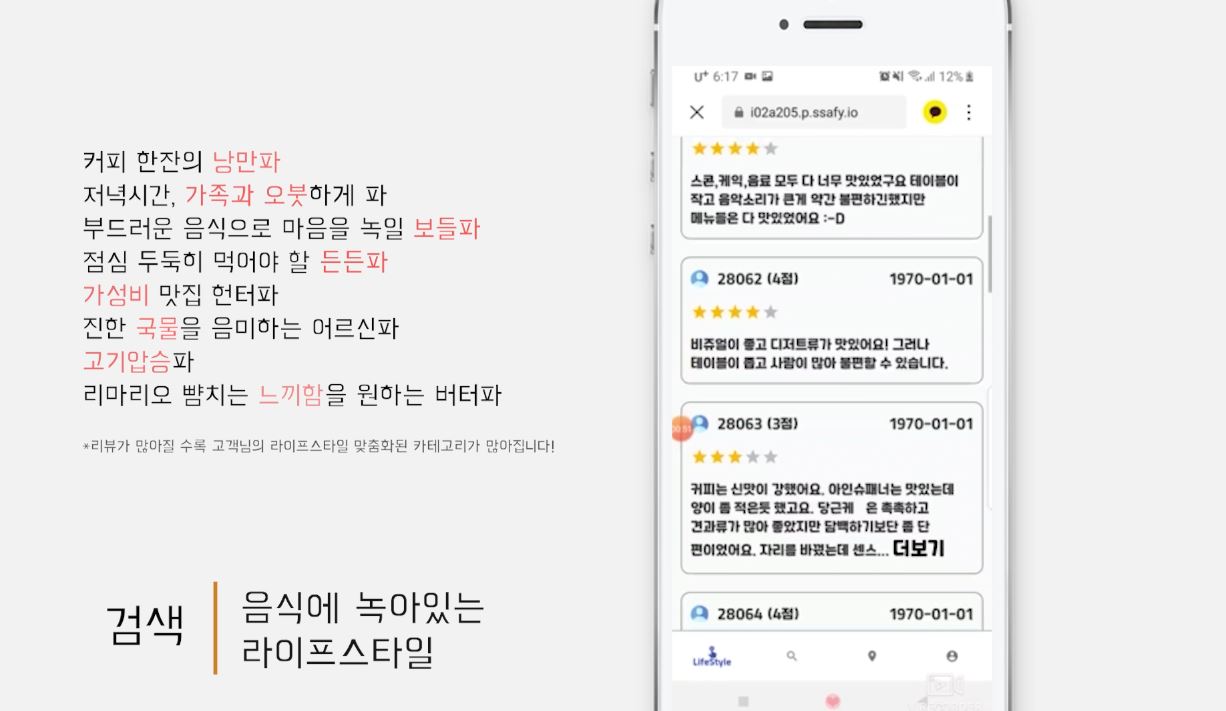 커피 한잔의 낭만파
저녁시간, 가족과 오붓하게 파
부드러운 음식으로 마음을 녹일 보들파
점심 두둑히 먹어야 할 든든파
가성비 맛집 헌터파
진한 국물을 음미하는 어르신파
고기압승파
리마리오 뺨치는 느끼함을 원하는 버터파
*리뷰가 많아질 수록 고객님의 라이프스타일 맞춤화된 카테고리가 많아집니다!
검색
음식에 녹아있는
라이프스타일
U+ 6:17
12%
i02a205.p.ssafy.io
스콘,케익,음료 모두 다 너무 맛있었구요 테이블이
작고 음악소리가 큰게 약간 불편하긴했지만
메뉴들은 다 맛있었어요 :-D
28062 (4점) 1970-01-01
비쥬얼이 좋고 디저트류가 맛있어요! 그러나
테이블이 좁고 사람이 많아 불편할 수 있습니다.
28063 (3점) 1970-01-01
00:51
커피는 신맛이 강했어요. 아인슈패너는 맛있는데
양이 좀 적은듯 했고요. 당근케 은 촉촉하고
견과류가 많아 좋았지만 담백하기보단 좀 단
편이었어요. 자리를 바꼈는데 센스... 더보기
28064 (4점) 1970-01-01
LifeStyle